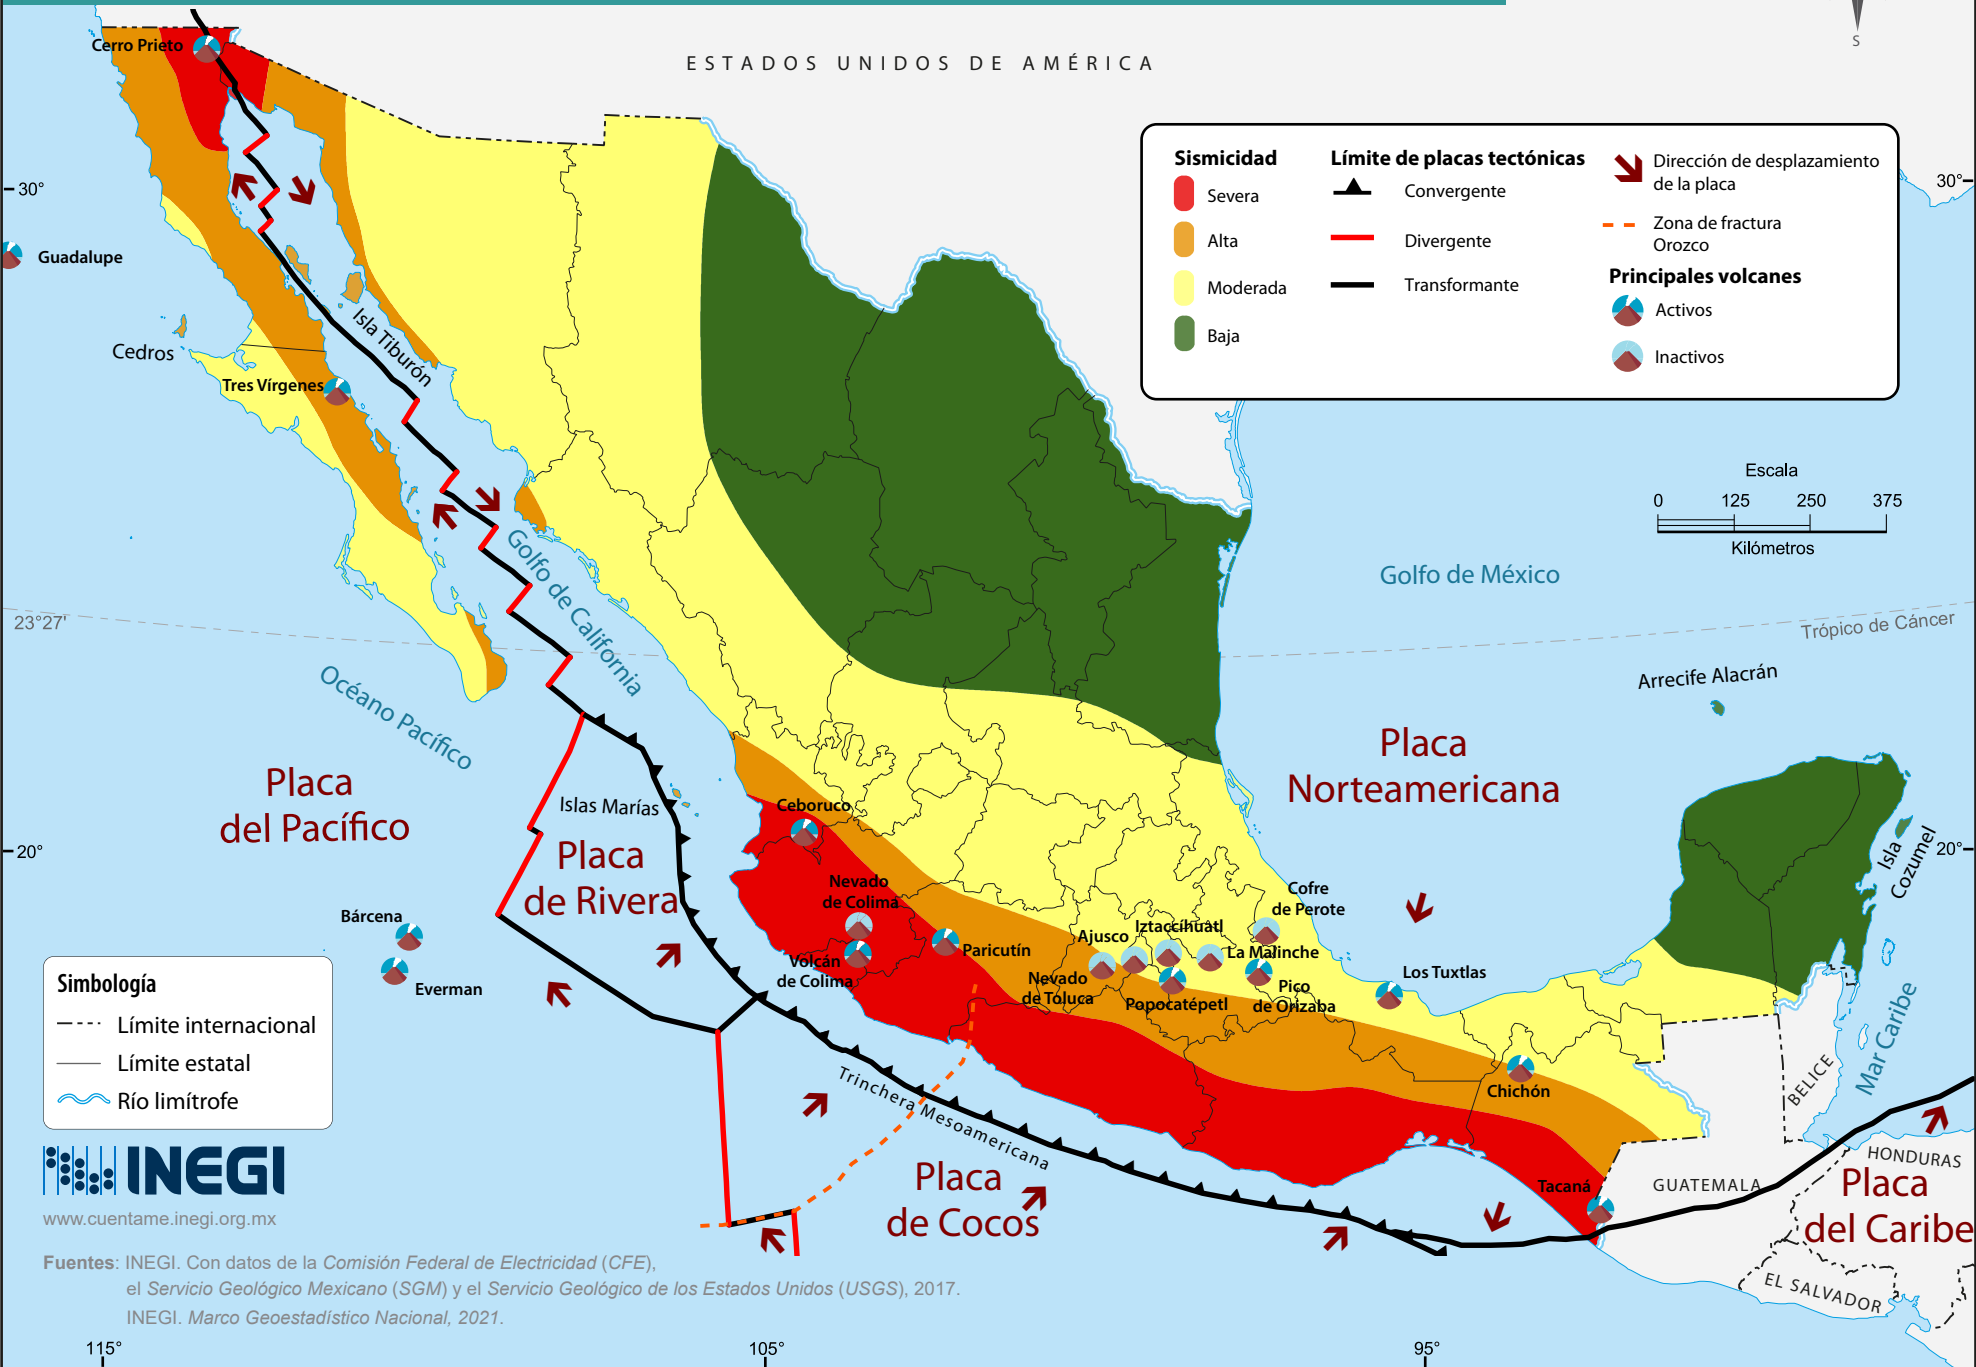 S
ESTADOS UNIDOS DE AMÉRICA
Cerro Prieto
30°
30°
Guadalupe
Sismicidad
Severa
Alta
Moderada
Baja
Límite de placas tectónicas
Convergente
Divergente
Transformante
Dirección de desplazamiento
de la placa
Zona de fractura
Orozco
Principales volcanes
Activos
Inactivos
Isla Tiburón
Cedros
Tres Vírgenes
Escala
0 125 250 375
Kilómetros
Golfo de California
Golfo de México
23°27'
Trópico de Cáncer
Océano Pacífico
Arrecife Alacrán
Placa
Norteamericana
Placa
del Pacífico
Islas Marías
Placa
de Rivera
20°
20°
Isla
Cozumel
Ceboruco
Nevado
de Colima
Volcán
de Colima
Paricutín
Ajusco
Iztaccíhuatl
Cofre
de Perote
La Malinche
Nevado
de Toluca
Popocatépetl
Pico
de Orizaba
Los Tuxtlas
Bárcena
Everman
Chichón
Mar Caribe
BELICE
Trinchera Mesoamericana
Placa
de Cocos
Tacaná
GUATEMALA
HONDURAS
Placa
del Caribe
EL SALVADOR
Simbología
Límite internacional
Límite estatal
Río limítrofe
INEGI
www.cuentame.inegi.org.mx
Fuentes: INEGI. Con datos de la Comisión Federal de Electricidad (CFE),
el Servicio Geológico Mexicano (SGM) y el Servicio Geológico de los Estados Unidos (USGS), 2017.
INEGI. Marco Geoestadístico Nacional, 2021.
115°
105°
95°